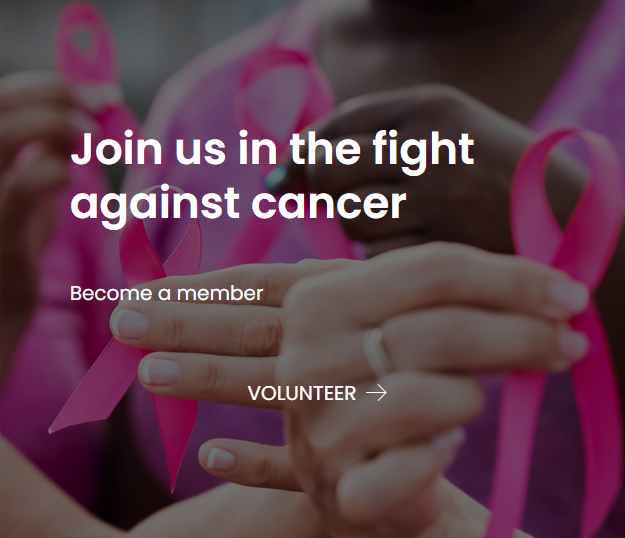 Join us in the fight
against cancer
Become a member
VOLUNTEER →